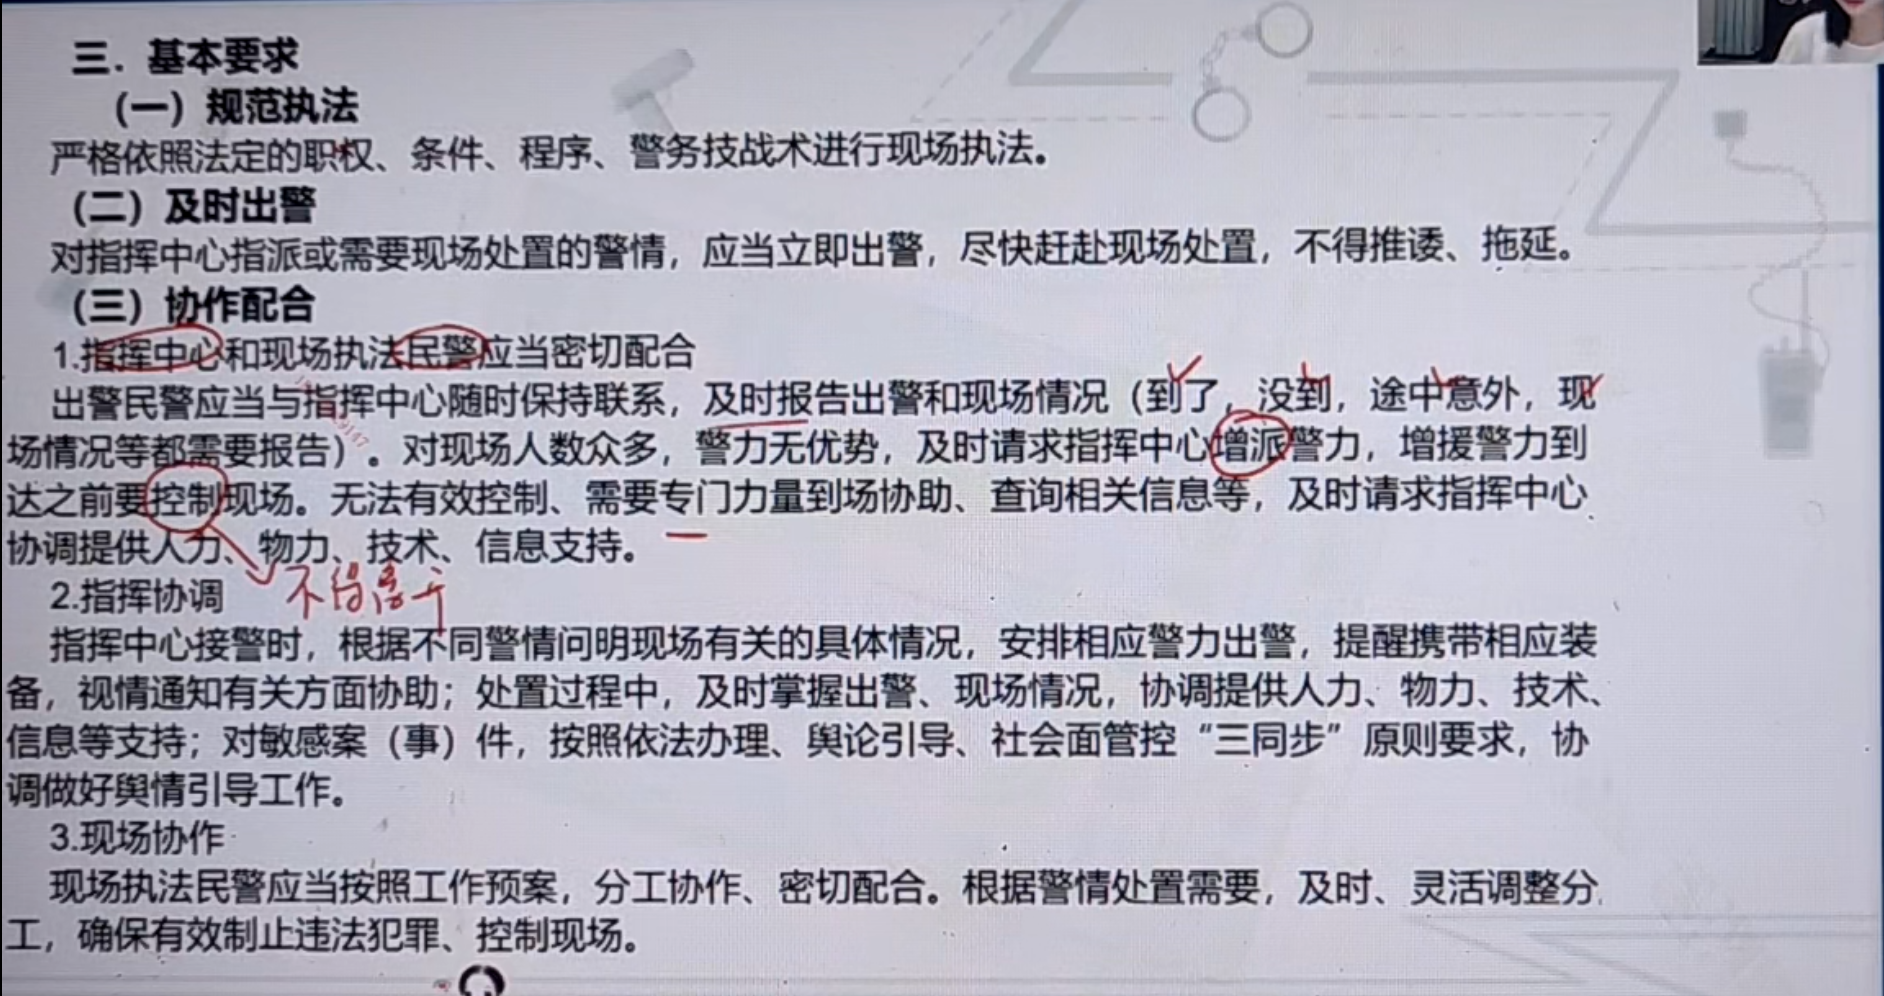 三．基本要求
（一）规范执法
严格依照法定的职权、条件、程序、警务技战术进行现场执法。
（二）及时出警
对指挥中心指派或需要现场处置的警情，应当立即出警，尽快赶赴现场处置，不得推诿、拖延。
（三）协作配合
1.指挥中心和现场执法民警应当密切配合
出警民警应当与指挥中心随时保持联系，及时报告出警和现场情况（到了，没到，途中意外，现
场情况等都需要报告）。对现场人数众多，警力无优势，及时请求指挥中心增派警力，增援警力到
达之前要控制现场。无法有效控制、需要专门力量到场协助、查询相关信息等，及时请求指挥中心
协调提供人力、物力、技术、信息支持。
2.指挥协调
不得离开
指挥中心接警时，根据不同警情问明现场有关的具体情况，安排相应警力出警，提醒携带相应装
备，视情通知有关方面协助；处置过程中，及时掌握出警、现场情况，协调提供人力、物力、技术、
信息等支持；对敏感案（事）件，按照依法办理、舆论引导、社会面管控“三同步”原则要求，协
调做好舆情引导工作。
3.现场协作
现场执法民警应当按照工作预案，分工协作、密切配合。根据警情处置需要，及时、灵活调整分
工，确保有效制止违法犯罪、控制现场。